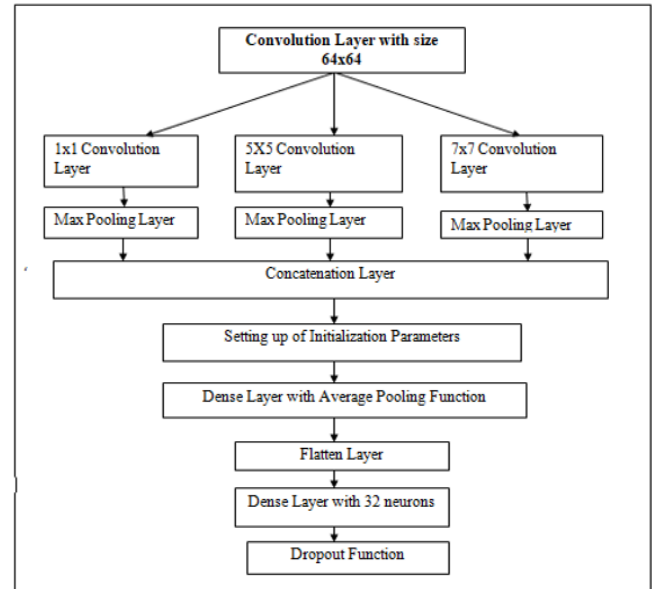 Convolution Layer with size
64x64
1x1 Convolution
Layer
5X5 Convolution
Layer
7x7 Convolution
Layer
Max Pooling Layer
Max Pooling Layer
Max Pooling Layer
Concatenation Layer
Setting up of Initialization Parameters
Dense Layer with Average Pooling Function
Flatten Layer
Dense Layer with 32 neurons
Dropout Function